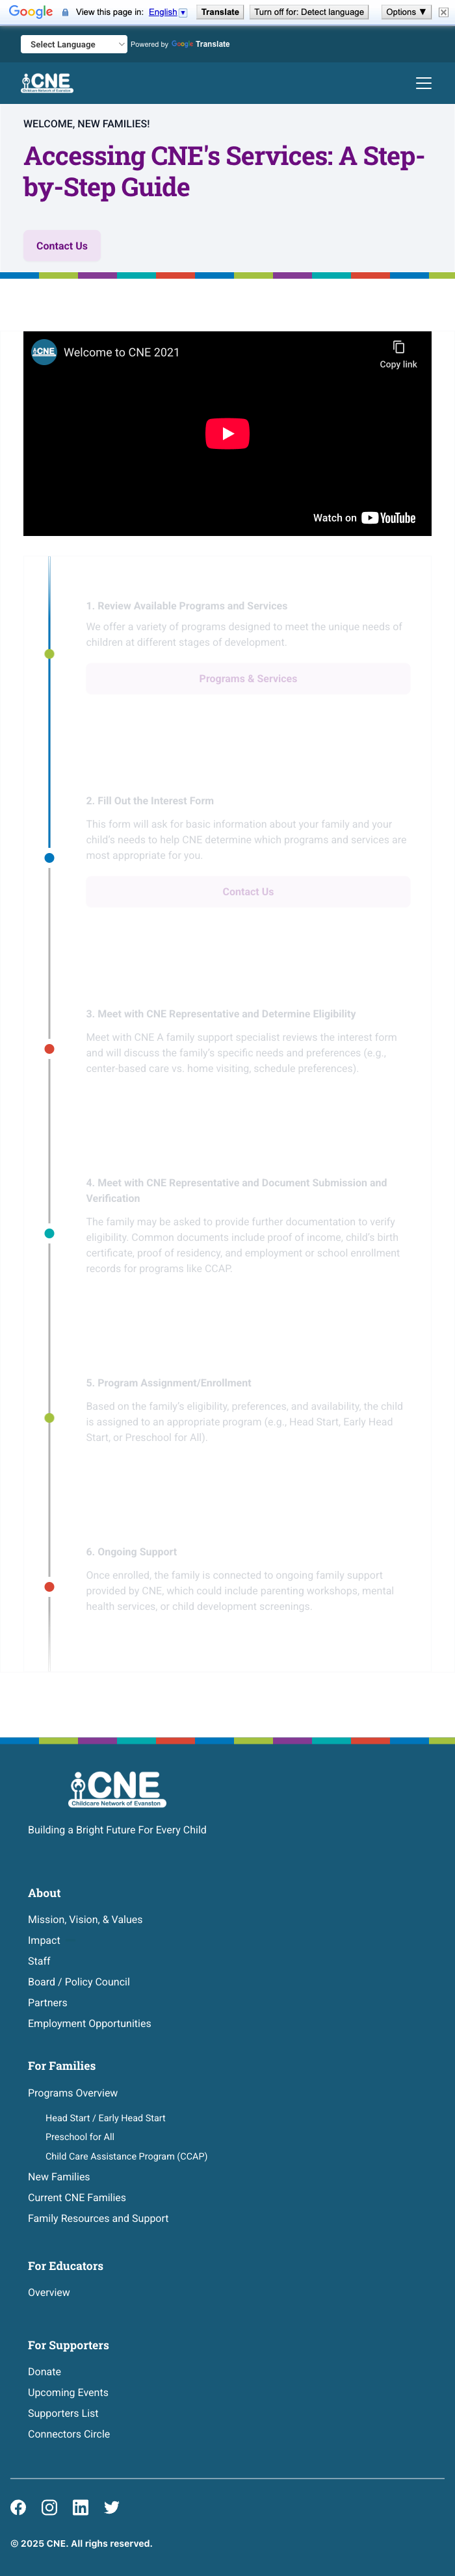 Google View this page in: English Translate Turn off for: Detect language Options ▼
Select Language Powered by Google Translate
CNE
Childcare Network of Evanston
WELCOME, NEW FAMILIES!
Accessing CNE's Services: A Step-
by-Step Guide
Contact Us
CNE Welcome to CNE 2021
Copy link
Watch on YouTube
1. Review Available Programs and Services
We offer a variety of programs designed to meet the unique needs of
children at different stages of development.
Programs & Services
2. Fill Out the Interest Form
This form will ask for basic information about your family and your
child's needs to help CNE determine which programs and services are
most appropriate for you.
Contact Us
3. Meet with CNE Representative and Determine Eligibility
Meet with CNE A family support specialist reviews the interest form
and will discuss the family's specific needs and preferences (e.g.,
center-based care vs. home visiting, schedule preferences).
4. Meet with CNE Representative and Document Submission and
Verification
The family may be asked to provide further documentation to verify
eligibility. Common documents include proof of income, child's birth
certificate, proof of residency, and employment or school enrollment
records for programs like CCAP.
5. Program Assignment/Enrollment
Based on the family's eligibility, preferences, and availability, the child
is assigned to an appropriate program (e.g., Head Start, Early Head
Start, or Preschool for All).
6. Ongoing Support
Once enrolled, the family is connected to ongoing family support
provided by CNE, which could include parenting workshops, mental
health services, or child development screenings.
CNE
Childcare Network of Evanston
Building a Bright Future For Every Child
About
Mission, Vision, & Values
Impact
Staff
Board / Policy Council
Partners
Employment Opportunities
For Families
Programs Overview
Head Start / Early Head Start
Preschool for All
Child Care Assistance Program (CCAP)
New Families
Current CNE Families
Family Resources and Support
For Educators
Overview
For Supporters
Donate
Upcoming Events
Supporters List
Connectors Circle
© 2025 CNE. All righs reserved.